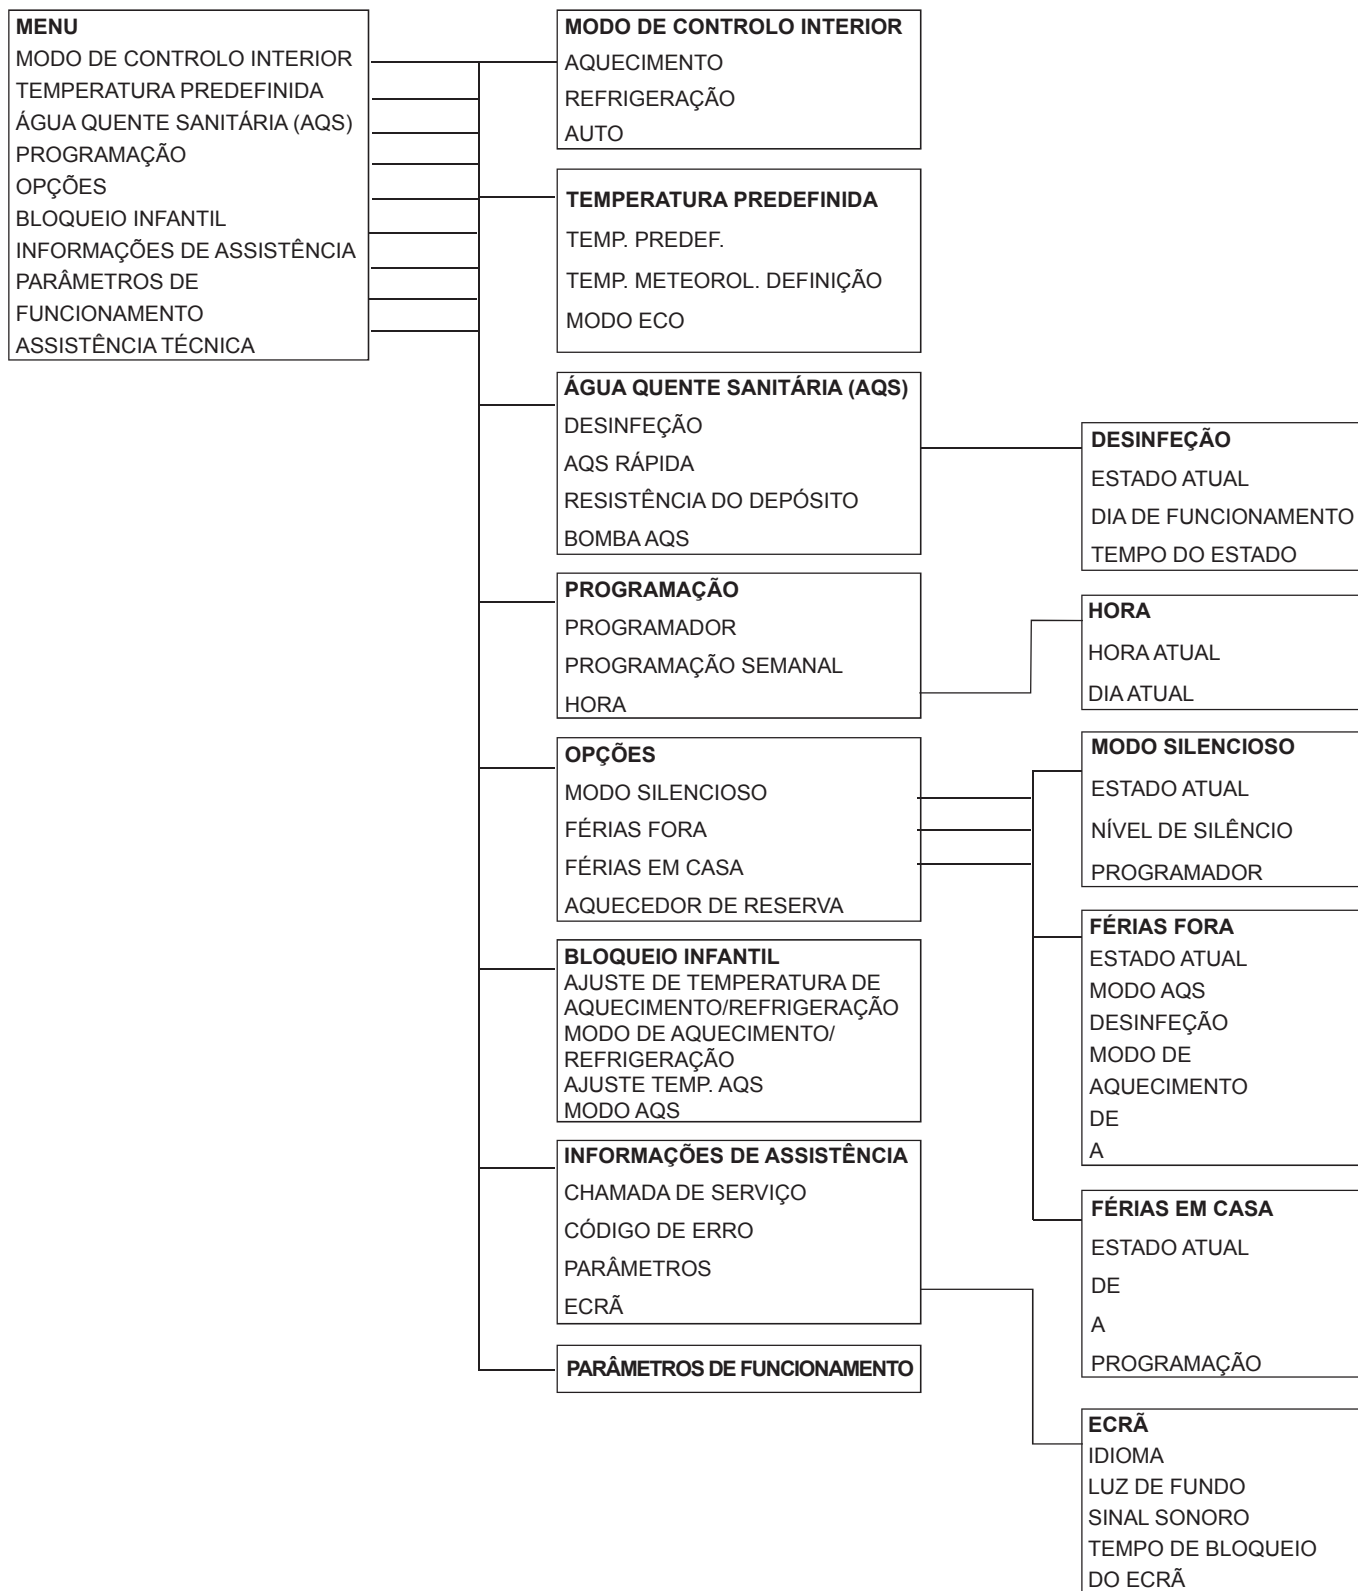 MENU
MODO DE CONTROLO INTERIOR
TEMPERATURA PREDEFINIDA
ÁGUA QUENTE SANITÁRIA (AQS)
PROGRAMAÇÃO
OPÇÕES
BLOQUEIO INFANTIL
INFORMAÇÕES DE ASSISTÊNCIA
PARÂMETROS DE
FUNCIONAMENTO
ASSISTÊNCIA TÉCNICA
MODO DE CONTROLO INTERIOR
AQUECIMENTO
REFRIGERAÇÃO
AUTO
TEMPERATURA PREDEFINIDA
TEMP. PREDEF.
TEMP. METEOROL. DEFINIÇÃO
MODO ECO
ÁGUA QUENTE SANITÁRIA (AQS)
DESINFEÇÃO
AQS RÁPIDA
RESISTÊNCIA DO DEPÓSITO
BOMBA AQS
PROGRAMAÇÃO
PROGRAMADOR
PROGRAMAÇÃO SEMANAL
HORA
OPÇÕES
MODO SILENCIOSO
FÉRIAS FORA
FÉRIAS EM CASA
AQUECEDOR DE RESERVA
BLOQUEIO INFANTIL
AJUSTE DE TEMPERATURA DE
AQUECIMENTO/REFRIGERAÇÃO
MODO DE AQUECIMENTO/
REFRIGERAÇÃO
AJUSTE TEMP. AQS
MODO AQS
INFORMAÇÕES DE ASSISTÊNCIA
CHAMADA DE SERVIÇO
CÓDIGO DE ERRO
PARÂMETROS
ECRÃ
PARÂMETROS DE FUNCIONAMENTO
DESINFEÇÃO
ESTADO ATUAL
DIA DE FUNCIONAMENTO
TEMPO DO ESTADO
HORA
HORA ATUAL
DIA ATUAL
MODO SILENCIOSO
ESTADO ATUAL
NÍVEL DE SILÊNCIO
PROGRAMADOR
FÉRIAS FORA
ESTADO ATUAL
MODO AQS
DESINFEÇÃO
MODO DE
AQUECIMENTO
DE
A
FÉRIAS EM CASA
ESTADO ATUAL
DE
A
PROGRAMAÇÃO
ECRÃ
IDIOMA
LUZ DE FUNDO
SINAL SONORO
TEMPO DE BLOQUEIO
DO ECRÃ